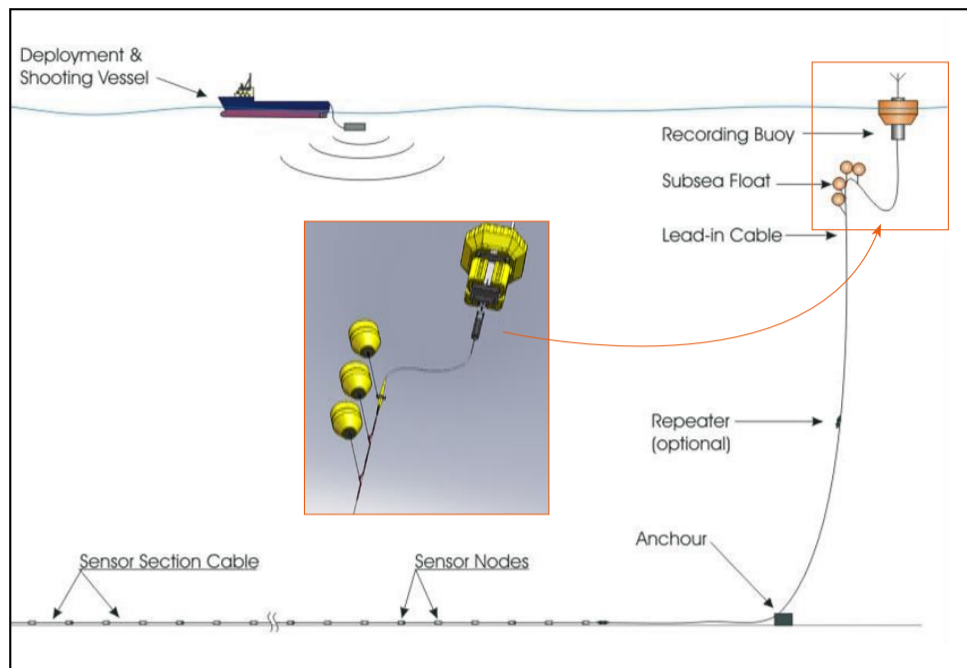 Deployment &
Shooting Vessel
Recording Buoy
Subsea Float
Lead-in Cable
Repeater
(optional)
Anchour
Sensor Section Cable
Sensor Nodes